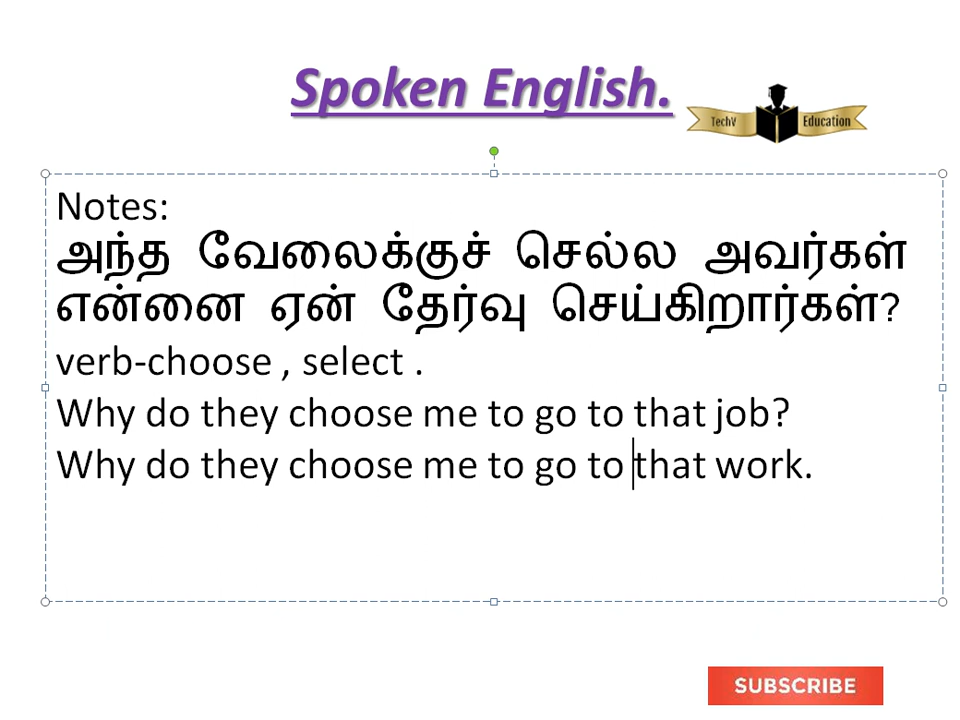 Spoken English.
TechV Education
Notes:
அந்த வேலைக்குச் செல்ல அவர்கள்
என்னை ஏன் தேர்வு செய்கிறார்கள்?
verb-choose , select .
Why do they choose me to go to that job?
Why do they choose me to go to that work.
SUBSCRIBE